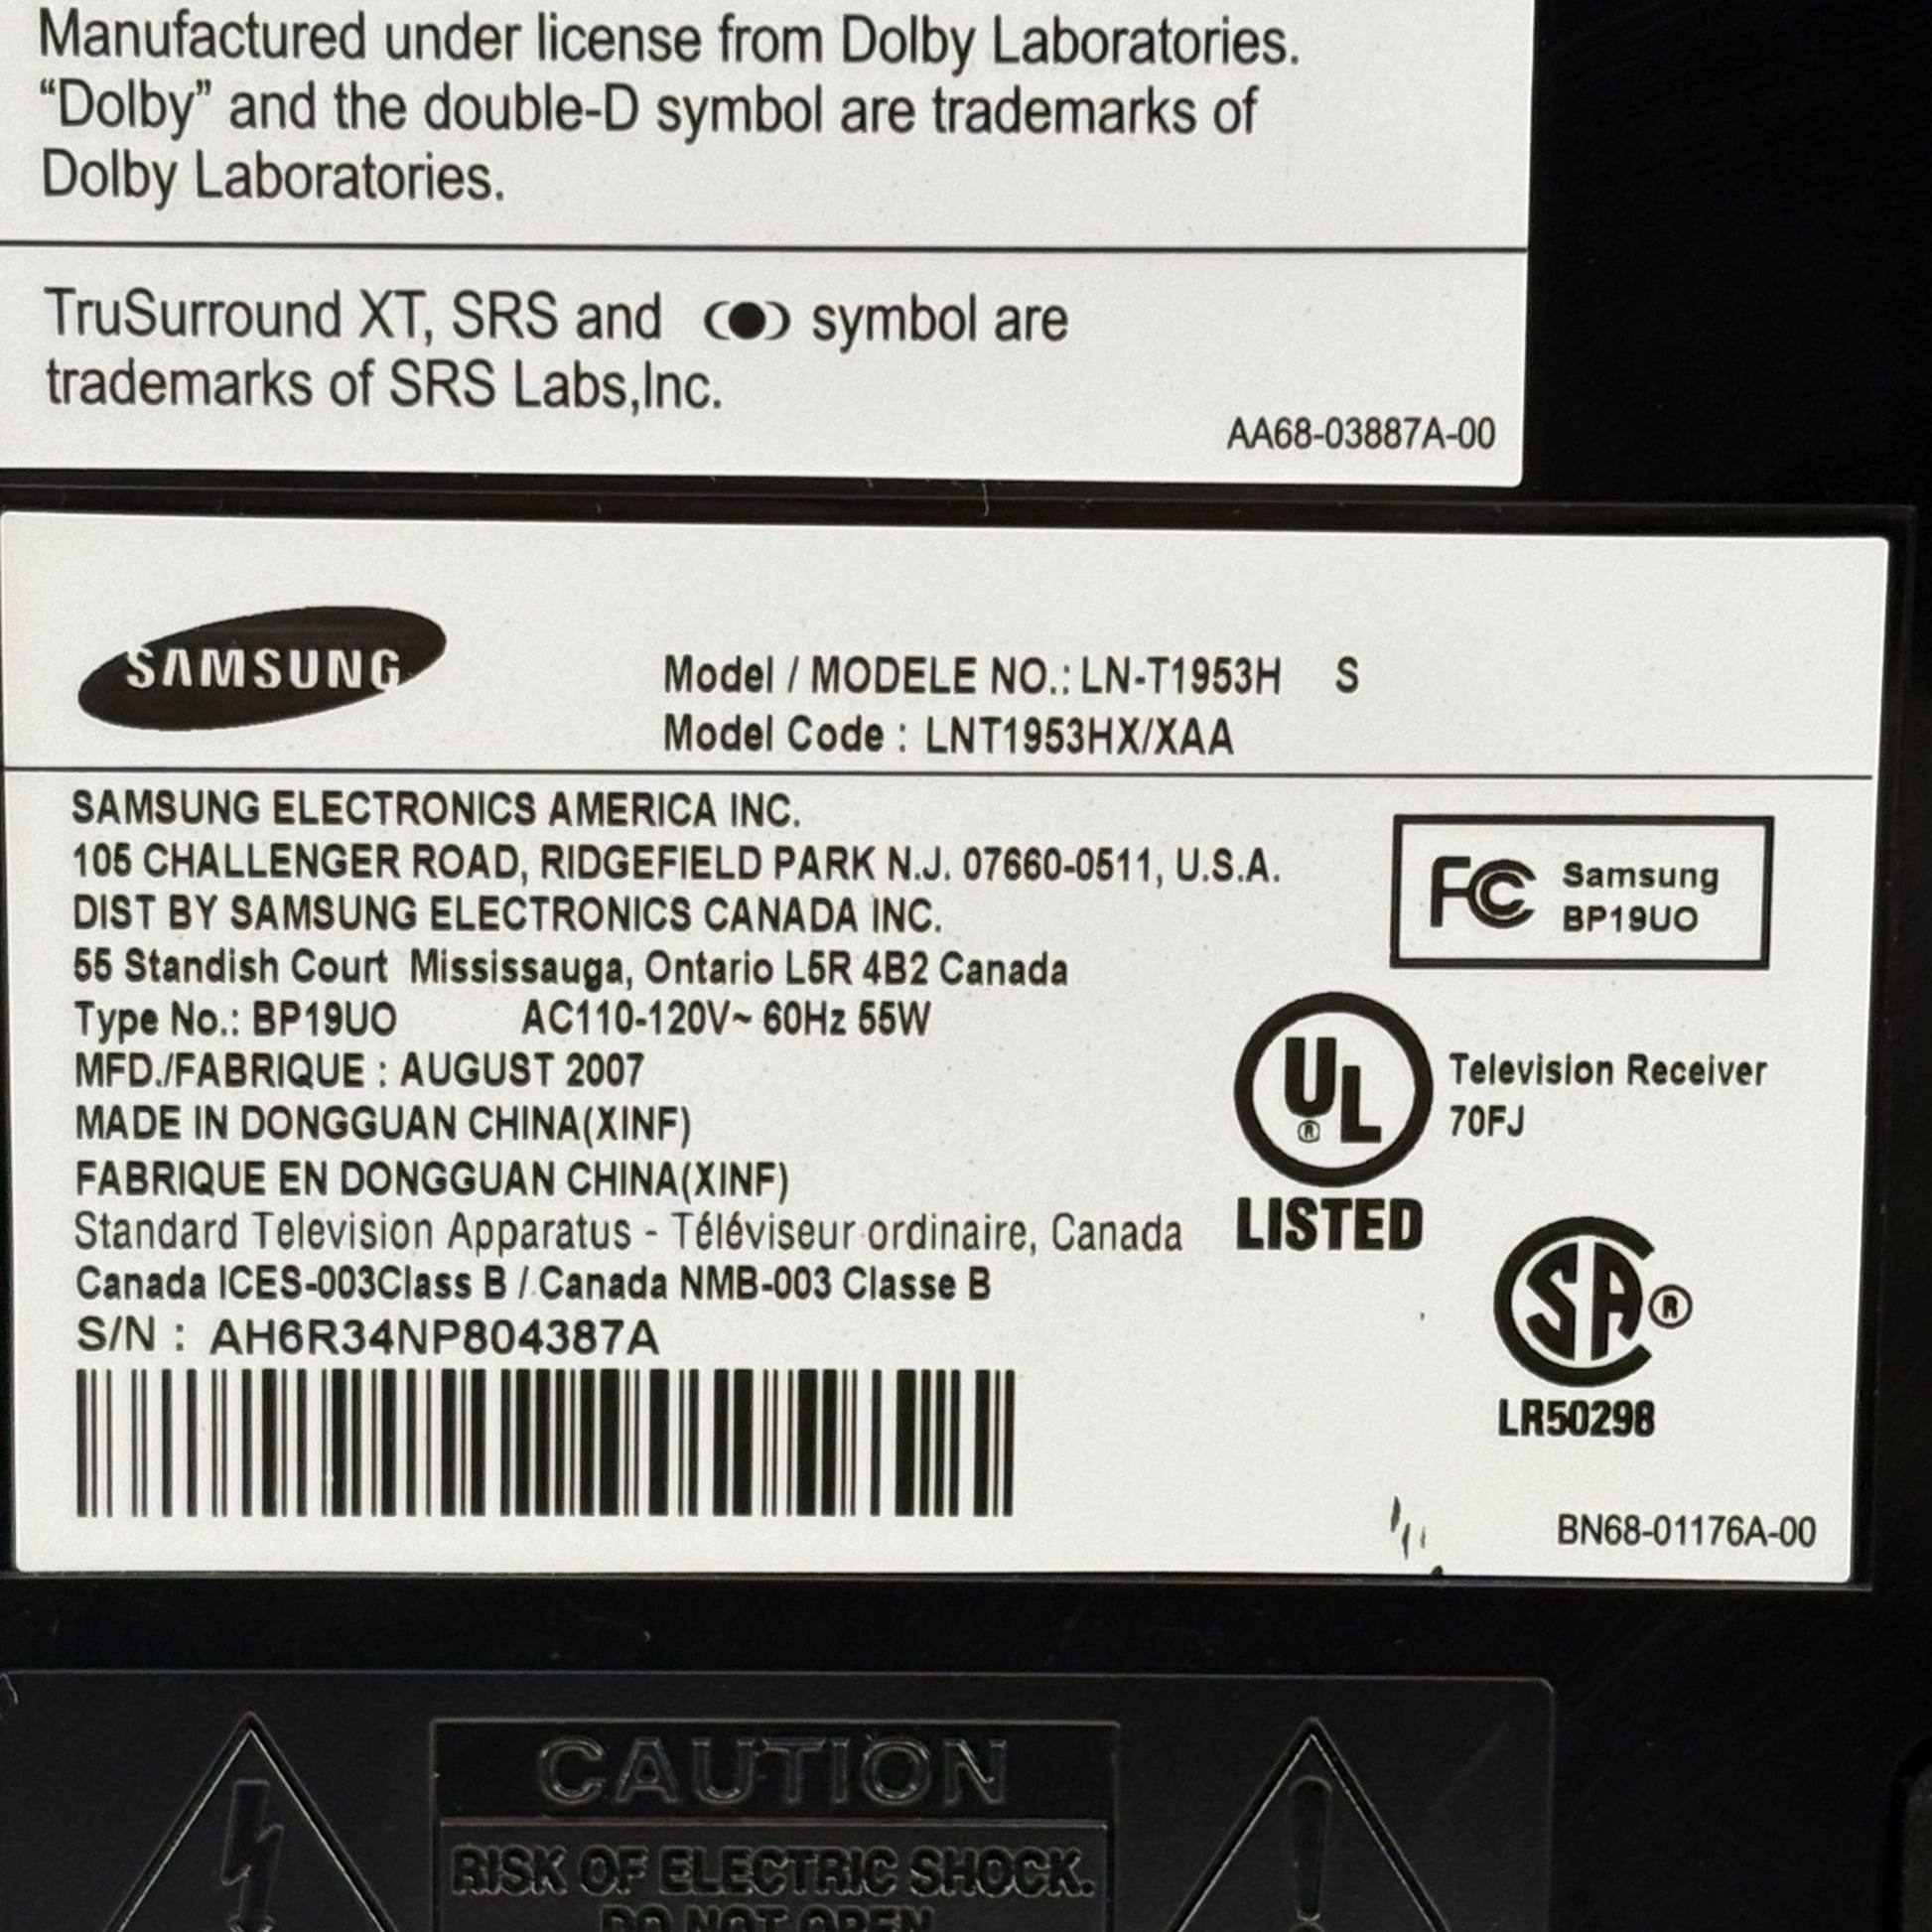 Manufactured under license from Dolby Laboratories.
“Dolby” and the double-D symbol are trademarks of
Dolby Laboratories.
TruSurround XT, SRS and symbol are
trademarks of SRS Labs,Inc.
AA68-03887A-00
SAMSUNG
Model / MODELE NO.: LN-T1953H S
Model Code : LNT1953HX/XAA
SAMSUNG ELECTRONICS AMERICA INC.
105 CHALLENGER ROAD, RIDGEFIELD PARK N.J. 07660-0511, U.S.A.
DIST BY SAMSUNG ELECTRONICS CANADA INC.
55 Standish Court Mississauga, Ontario L5R 4B2 Canada
Type No.: BP19UO AC110-120V~ 60Hz 55W
MFD./FABRIQUE : AUGUST 2007
MADE IN DONGGUAN CHINA(XINF)
FABRIQUE EN DONGGUAN CHINA(XINF)
Standard Television Apparatus - Téléviseur ordinaire, Canada
Canada ICES-003Class B / Canada NMB-003 Classe B
S/N : AH6R34NP804387A
FC Samsung
BP19UO
UL® Television Receiver
70FJ
LISTED
SA®
LR50298
BN68-01176A-00
CAUTION
RISK OF ELECTRIC SHOCK.
DO NOT OPEN